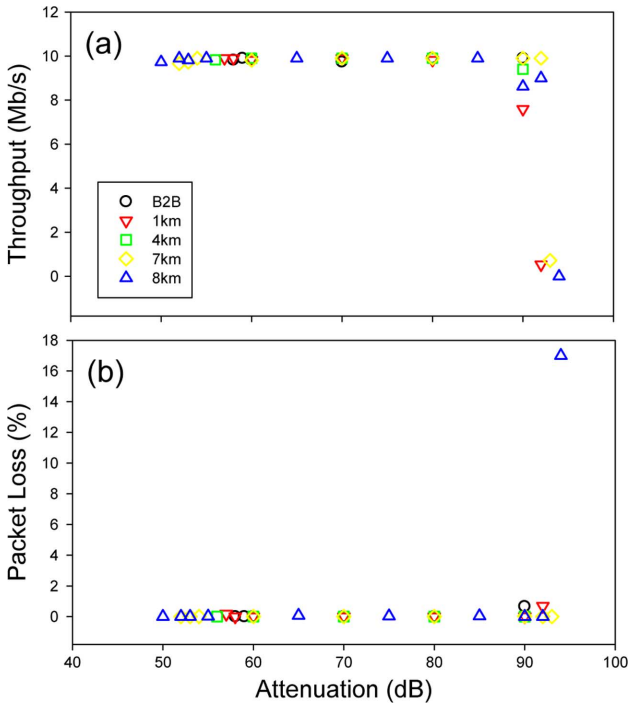 (a)
Throughput (Mb/s)
12
10
8
6
4
2
0
B2B
1km
4km
7km
8km
(b)
Packet Loss (%)
18
16
14
12
10
8
6
4
2
0
40 50 60 70 80 90 100
Attenuation (dB)